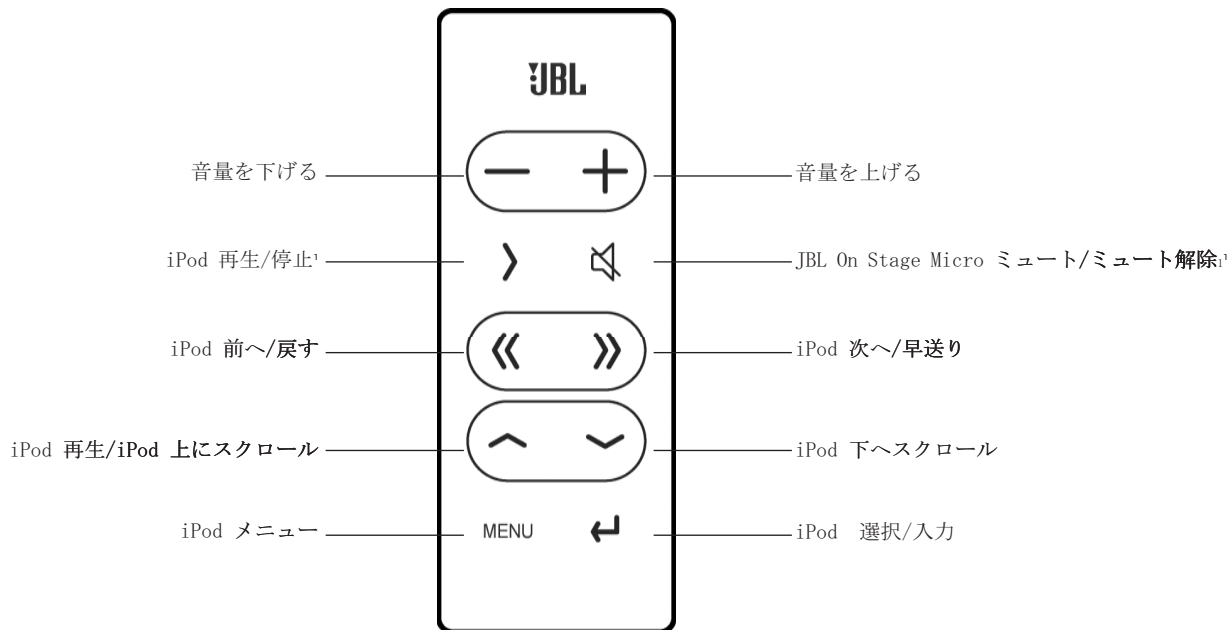 JBL
音量を下げる
音量を上げる
iPod 再生/停止¹
JBL On Stage Micro ミュート/ミュート解除₁¹
iPod 前へ/戻す
iPod 次へ/早送り
iPod 再生/iPod 上にスクロール
iPod 下へスクロール
iPod メニュー
MENU
iPod 選択/入力